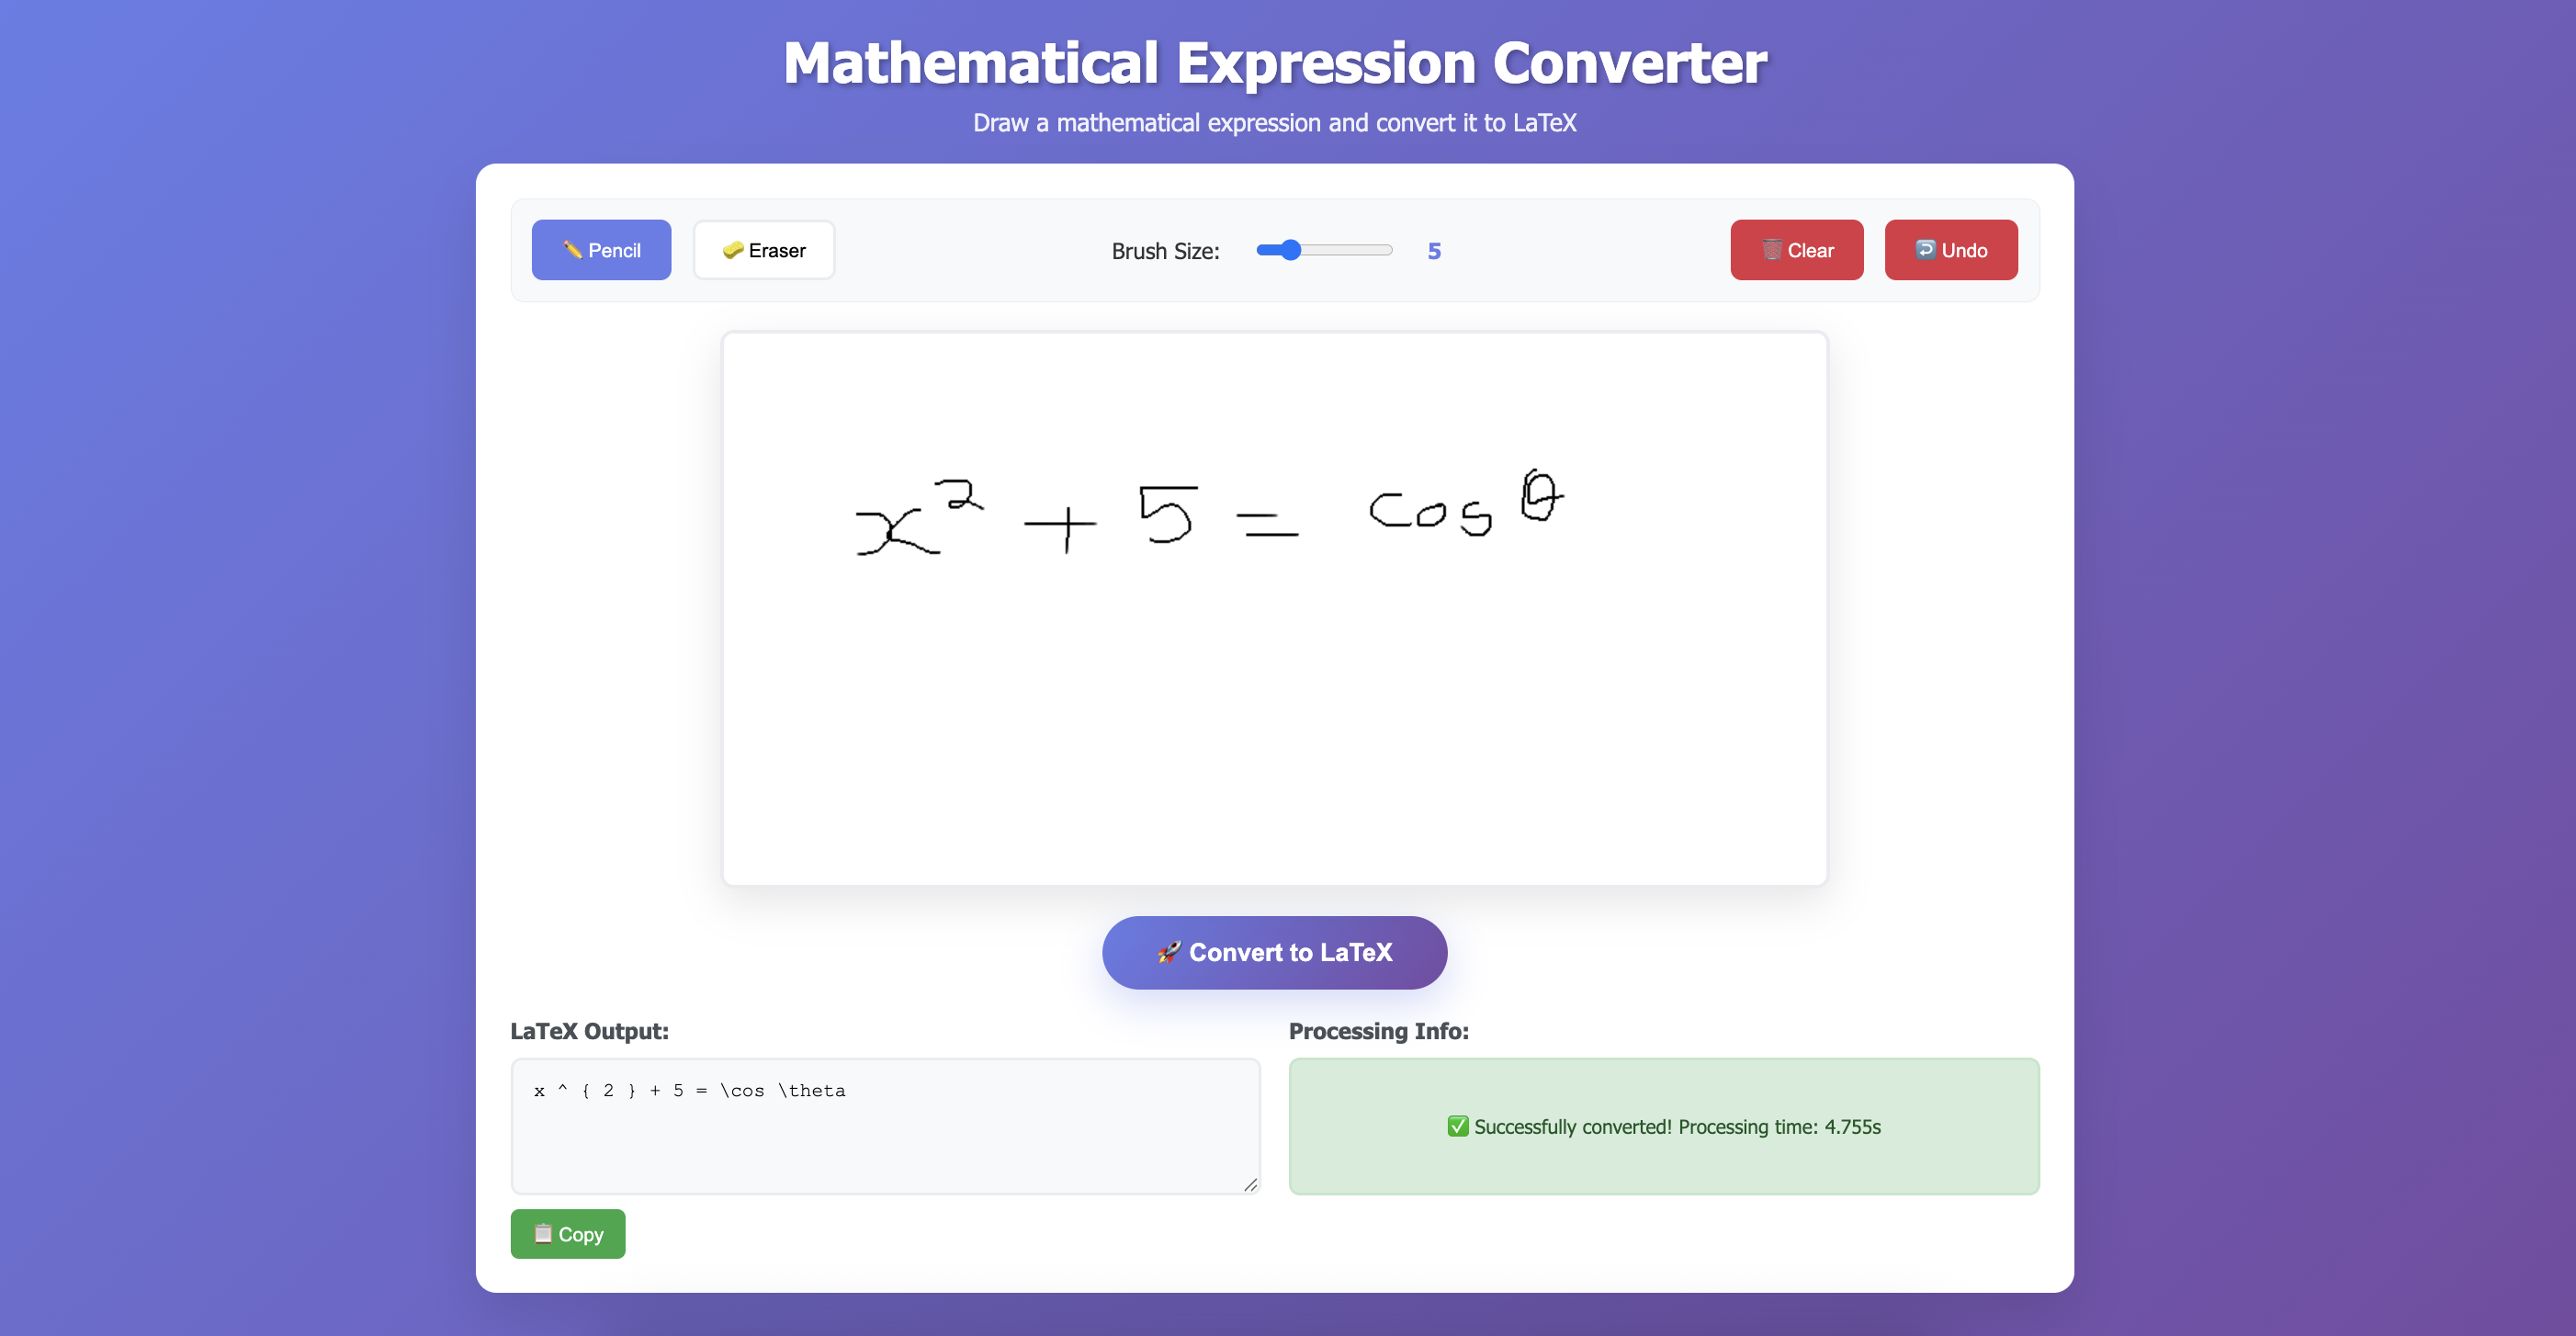 Mathematical Expression Converter
Draw a mathematical expression and convert it to LaTeX
✏️ Pencil 🧽 Eraser Brush Size: 5 🗑️ Clear ↩️ Undo
x² + 5 = cos θ
🚀 Convert to LaTeX
LaTeX Output: Processing Info:
x ^ { 2 } + 5 = \cos \theta
✅ Successfully converted! Processing time: 4.755s
📋 Copy